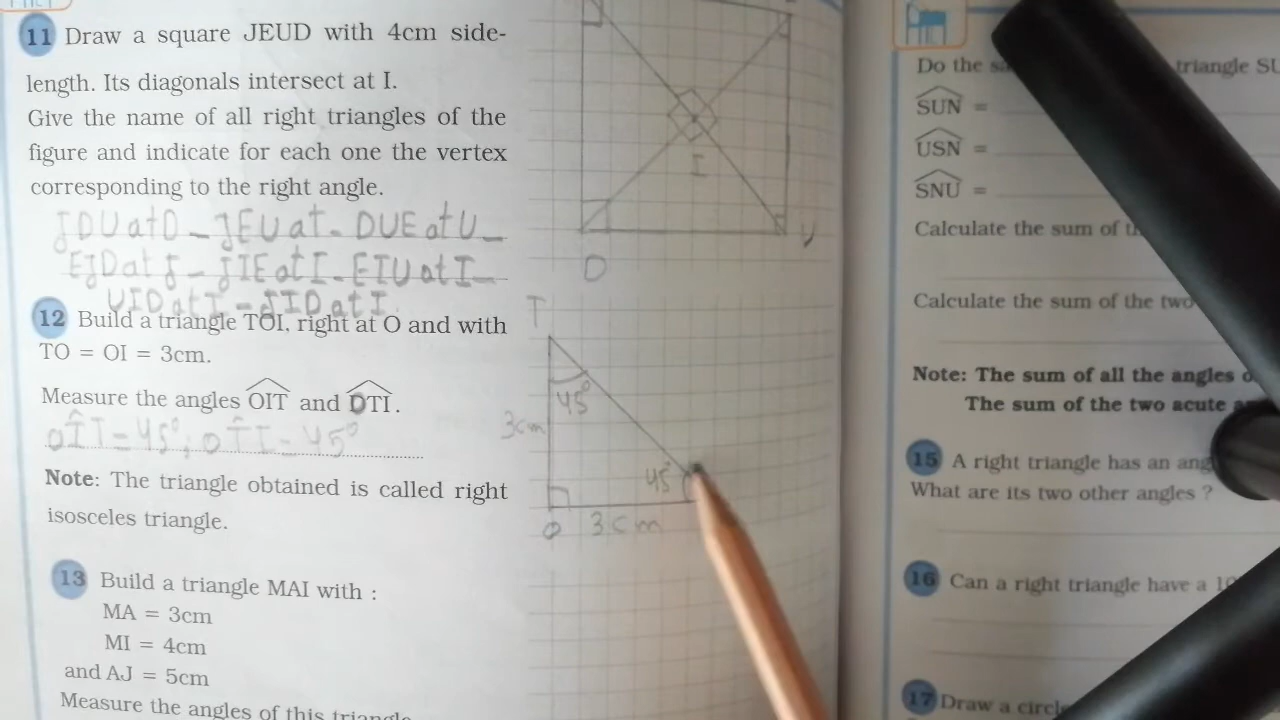 11 Draw a square JEUD with 4cm side-
length. Its diagonals intersect at I.
Give the name of all right triangles of the
figure and indicate for each one the vertex
corresponding to the right angle.
JDU at D _ JEU at - DUE at U _
EJD at J - JIE at I - EIU at I -
UID at I - JID at I.
12 Build a triangle TOI, right at O and with
TO = OI = 3cm.
Measure the angles OIT and OTI.
OÎT = 45°; OT̂I = 45°
Note: The triangle obtained is called right
isosceles triangle.
13 Build a triangle MAI with :
MA = 3cm
MI = 4cm
and AJ = 5cm
Measure the angles of this triangle
I
U
D
T
45°
3cm
45°
O 3cm
Do the triangle SU
SUN =
USN =
SNU =
Calculate the sum of
Calculate the sum of the two
Note: The sum of all the angles
The sum of the two acute
15 A right triangle has an
What are its two other angles ?
16 Can a right triangle have a
17 Draw a